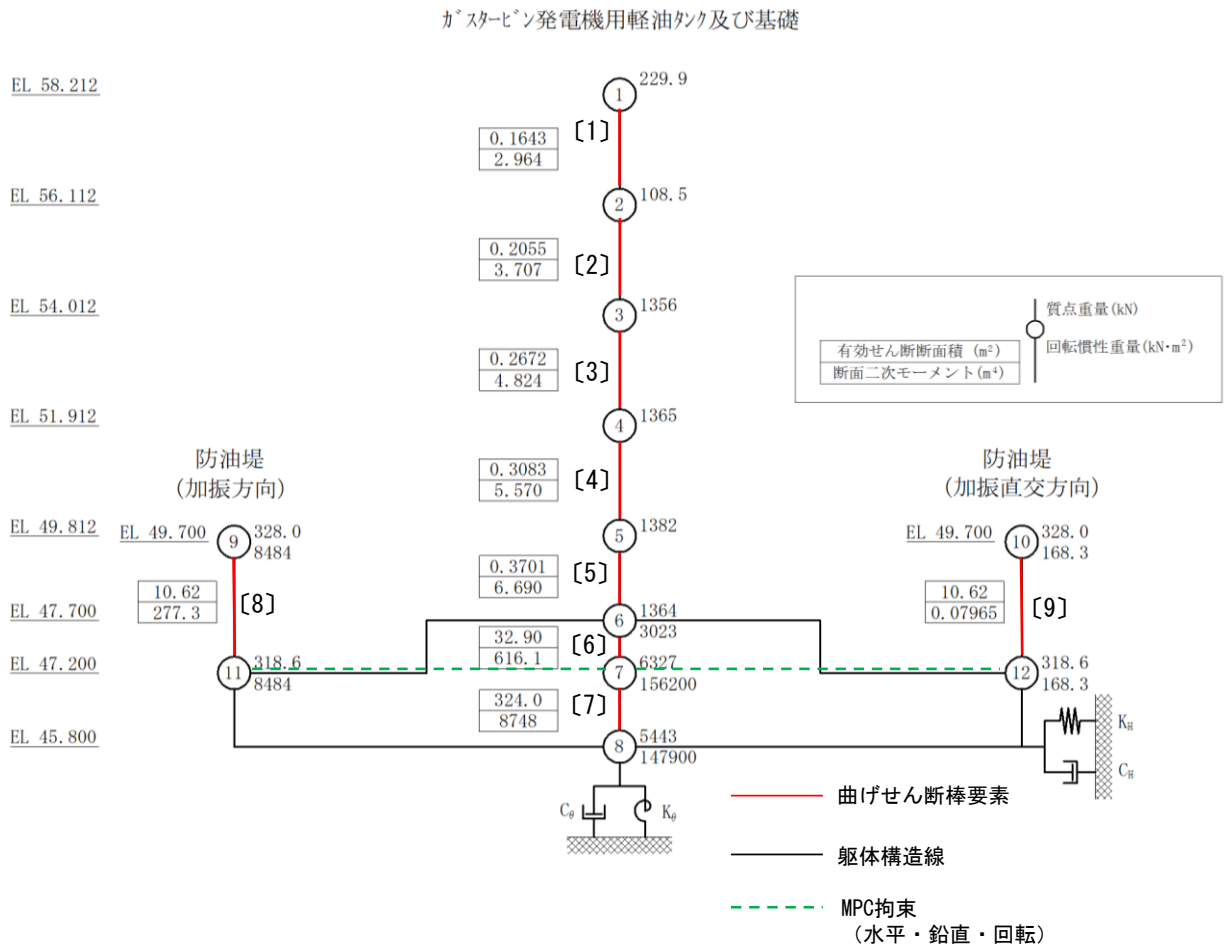 ｶﾞｽﾀｰﾋﾞﾝ発電機用軽油ﾀﾝｸ及び基礎
EL 58.212
① 229.9
0.1643
2.964
〔1〕
EL 56.112
② 108.5
0.2055
3.707
〔2〕
EL 54.012
③ 1356
0.2672
4.824
〔3〕
質点重量(kN)
回転慣性重量(kN・m²)
有効せん断断面積 (m²)
断面二次モーメント(m⁴)
EL 51.912
④ 1365
0.3083
5.570
〔4〕
防油堤
(加振方向)
防油堤
(加振直交方向)
EL 49.812
⑤ 1382
EL 49.700
⑨ 328.0
8484
EL 49.700
⑩ 328.0
168.3
10.62
277.3
〔8〕
0.3701
6.690
〔5〕
10.62
0.07965
〔9〕
EL 47.700
⑥ 1364
3023
32.90
616.1
〔6〕
EL 47.200
⑪ 318.6
8484
⑦ 6327
156200
⑫ 318.6
168.3
324.0
8748
〔7〕
EL 45.800
⑧ 5443
147900
K_H
C_H
C_θ
K_θ
曲げせん断棒要素
躯体構造線
MPC拘束
(水平・鉛直・回転)